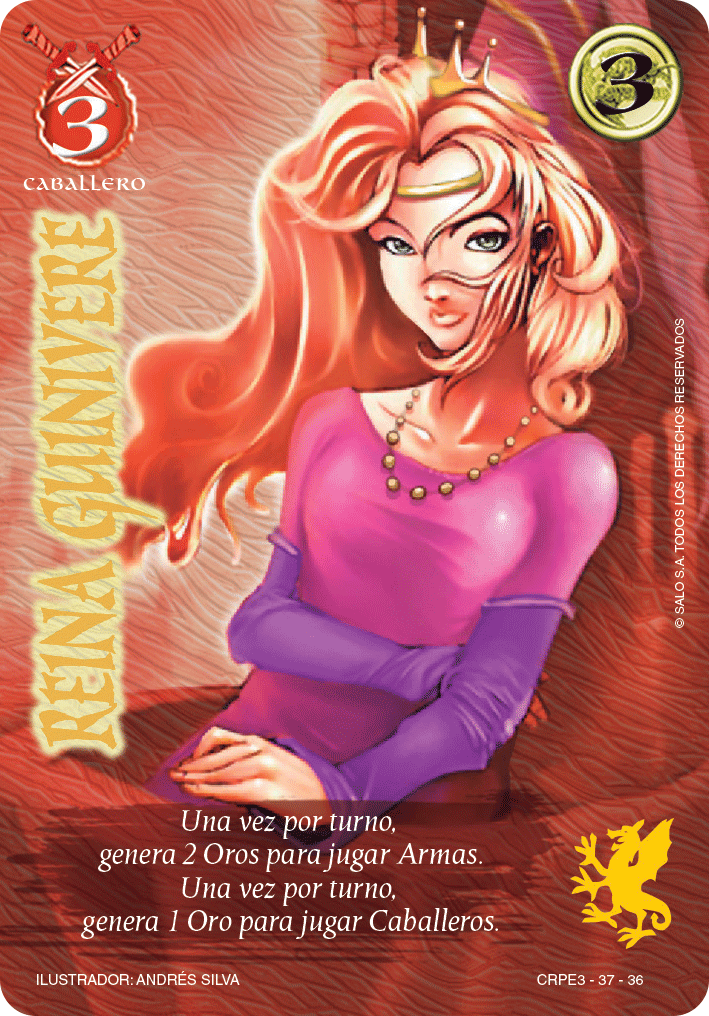 3
3
CABALLERO
REINA GUINIVERE
© SALO S.A. TODOS LOS DERECHOS RESERVADOS
Una vez por turno,
genera 2 Oros para jugar Armas.
Una vez por turno,
genera 1 Oro para jugar Caballeros.
ILUSTRADOR: ANDRÉS SILVA
CRPE3 - 37 - 36